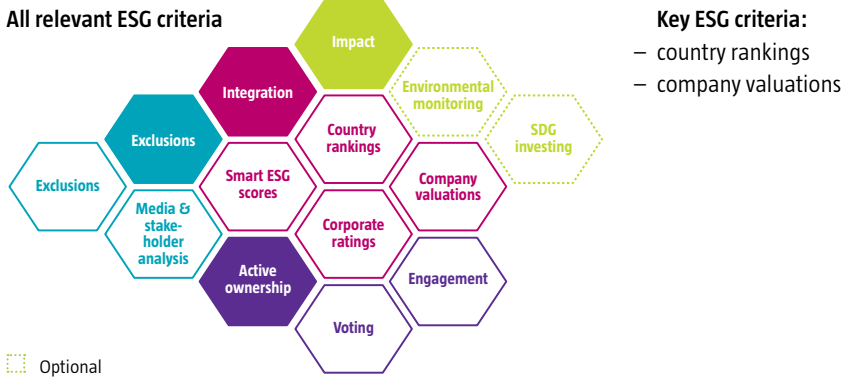 All relevant ESG criteria
Impact
Key ESG criteria:
– country rankings
– company valuations
Integration
Environmental
monitoring
Exclusions
Country
rankings
SDG
investing
Exclusions
Smart ESG
scores
Company
valuations
Media &
stake-
holder
analysis
Corporate
ratings
Active
ownership
Engagement
Voting
Optional